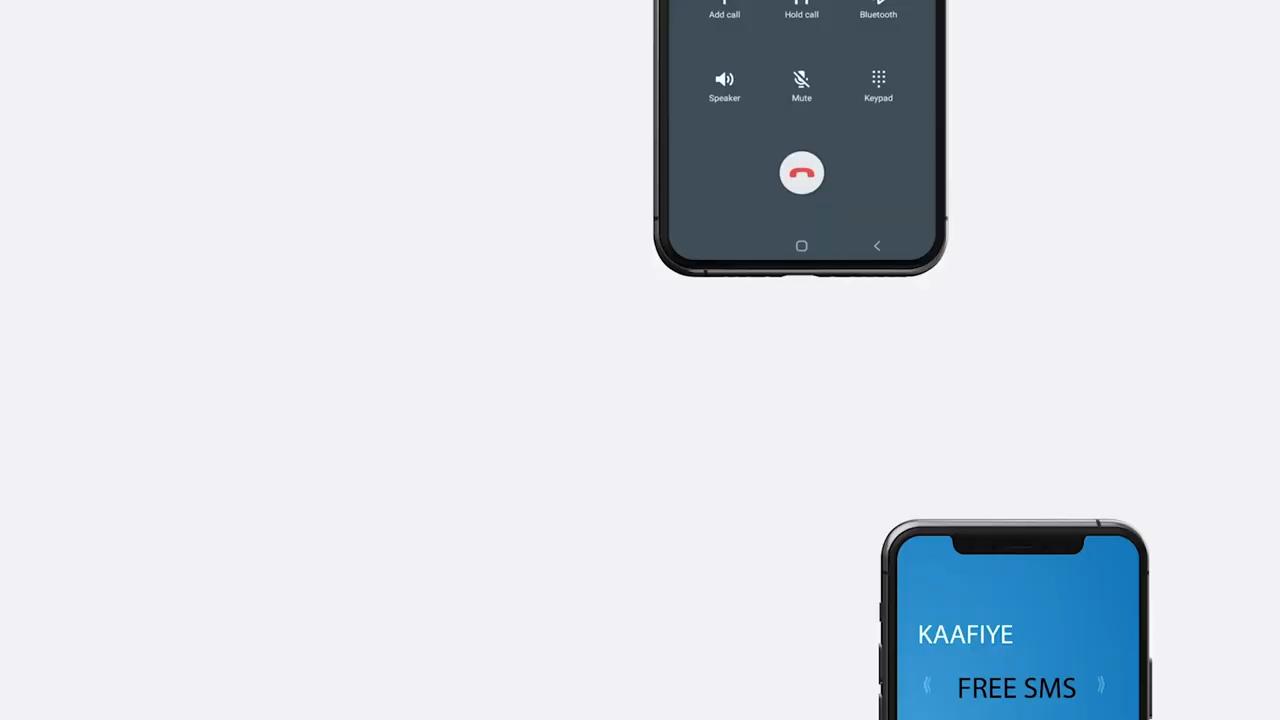 Add call Hold call Bluetooth
Speaker Mute Keypad
KAAFIYE
FREE SMS